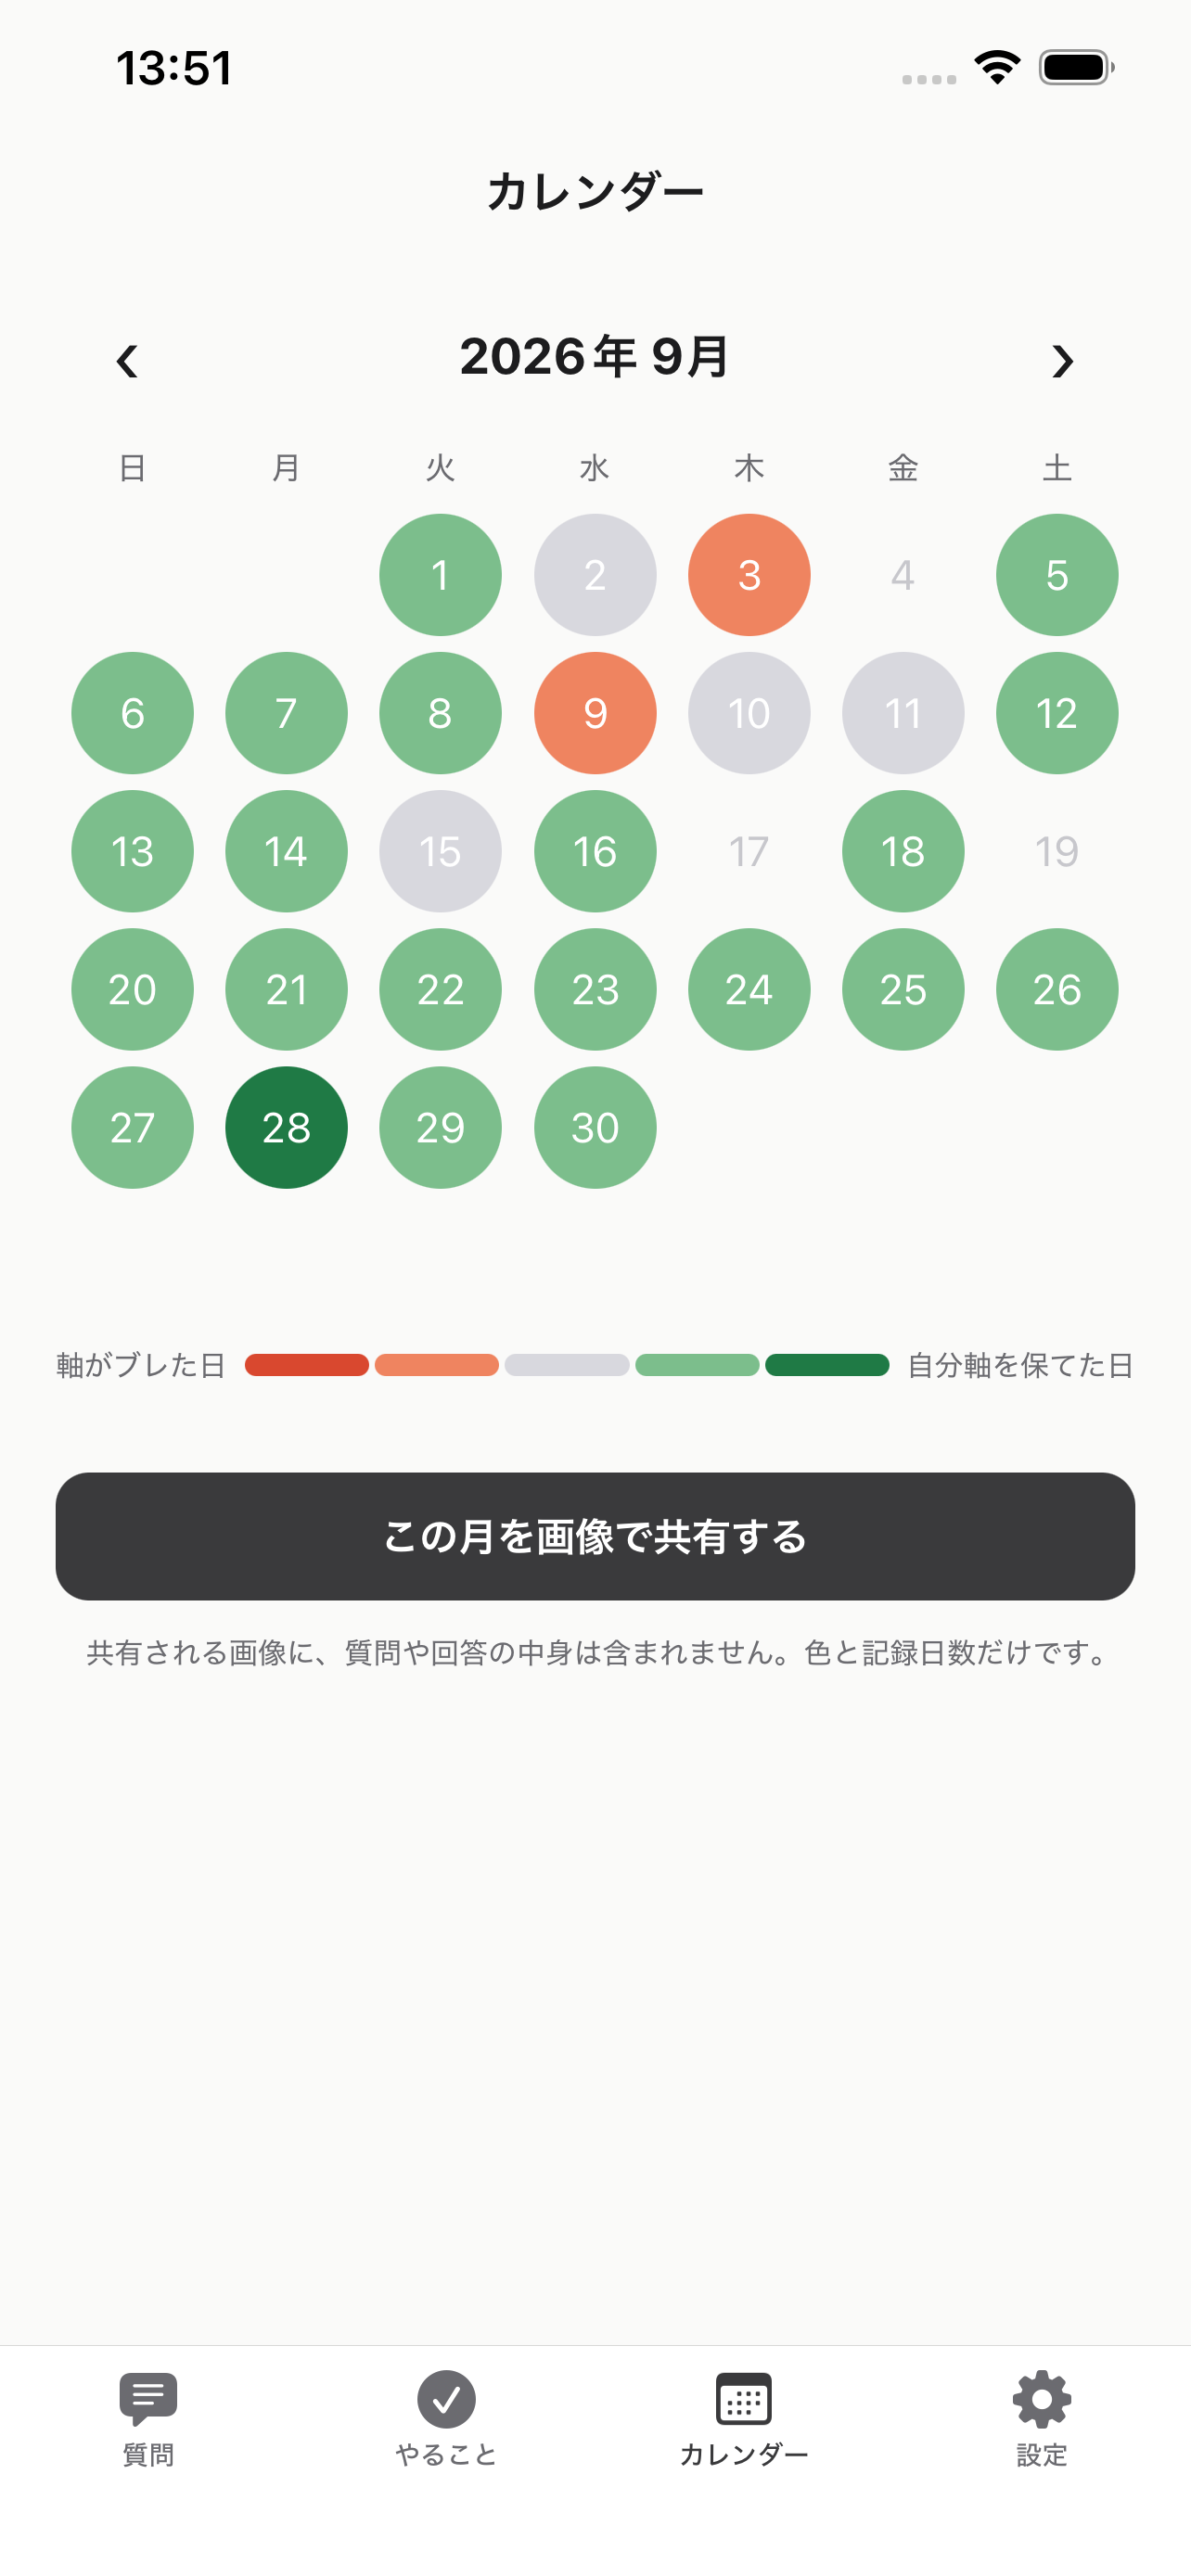 13:51
カレンダー
‹ 2026年 9月 ›
日 月 火 水 木 金 土
1 2 3 4 5
6 7 8 9 10 11 12
13 14 15 16 17 18 19
20 21 22 23 24 25 26
27 28 29 30
軸がブレた日 自分軸を保てた日
この月を画像で共有する
共有される画像に、質問や回答の中身は含まれません。色と記録日数だけです。
質問 やること カレンダー 設定